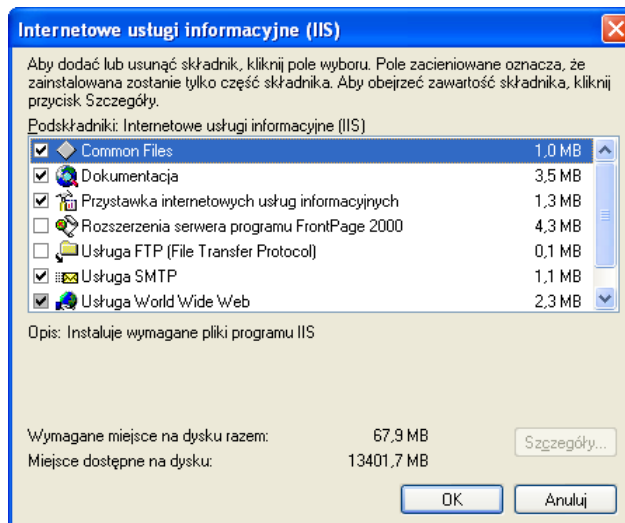 Internetowe usługi informacyjne (IIS)
Aby dodać lub usunąć składnik, kliknij pole wyboru. Pole zacieniowane oznacza, że
zainstalowana zostanie tylko część składnika. Aby obejrzeć zawartość składnika, kliknij
przycisk Szczegóły.
Podskładniki: Internetowe usługi informacyjne (IIS)
Common Files 1,0 MB
Dokumentacja 3,5 MB
Przystawka internetowych usług informacyjnych 1,3 MB
Rozszerzenia serwera programu FrontPage 2000 4,3 MB
Usługa FTP (File Transfer Protocol) 0,1 MB
Usługa SMTP 1,1 MB
Usługa World Wide Web 2,3 MB
Opis: Instaluje wymagane pliki programu IIS
Wymagane miejsce na dysku razem: 67,9 MB
Szczegóły...
Miejsce dostępne na dysku: 13401,7 MB
OK Anuluj